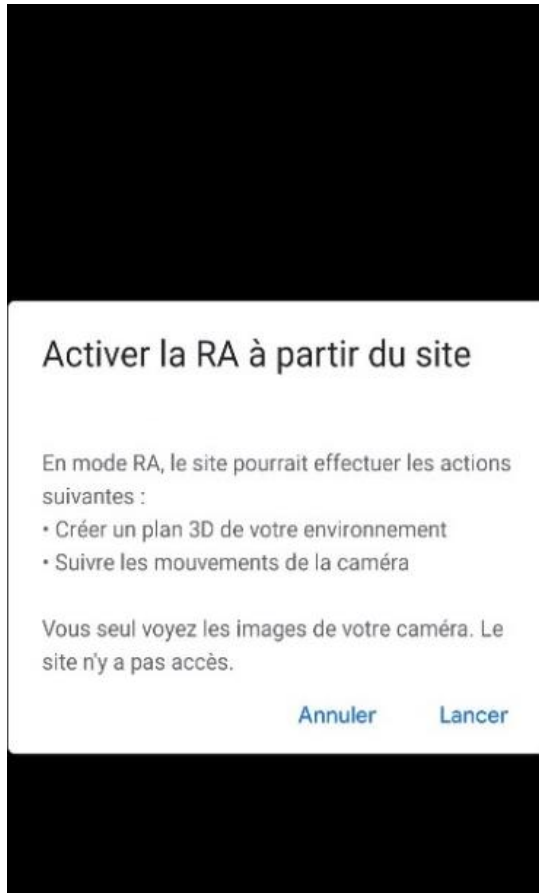 Activer la RA à partir du site
En mode RA, le site pourrait effectuer les actions
suivantes :
• Créer un plan 3D de votre environnement
• Suivre les mouvements de la caméra
Vous seul voyez les images de votre caméra. Le
site n'y a pas accès.
Annuler Lancer